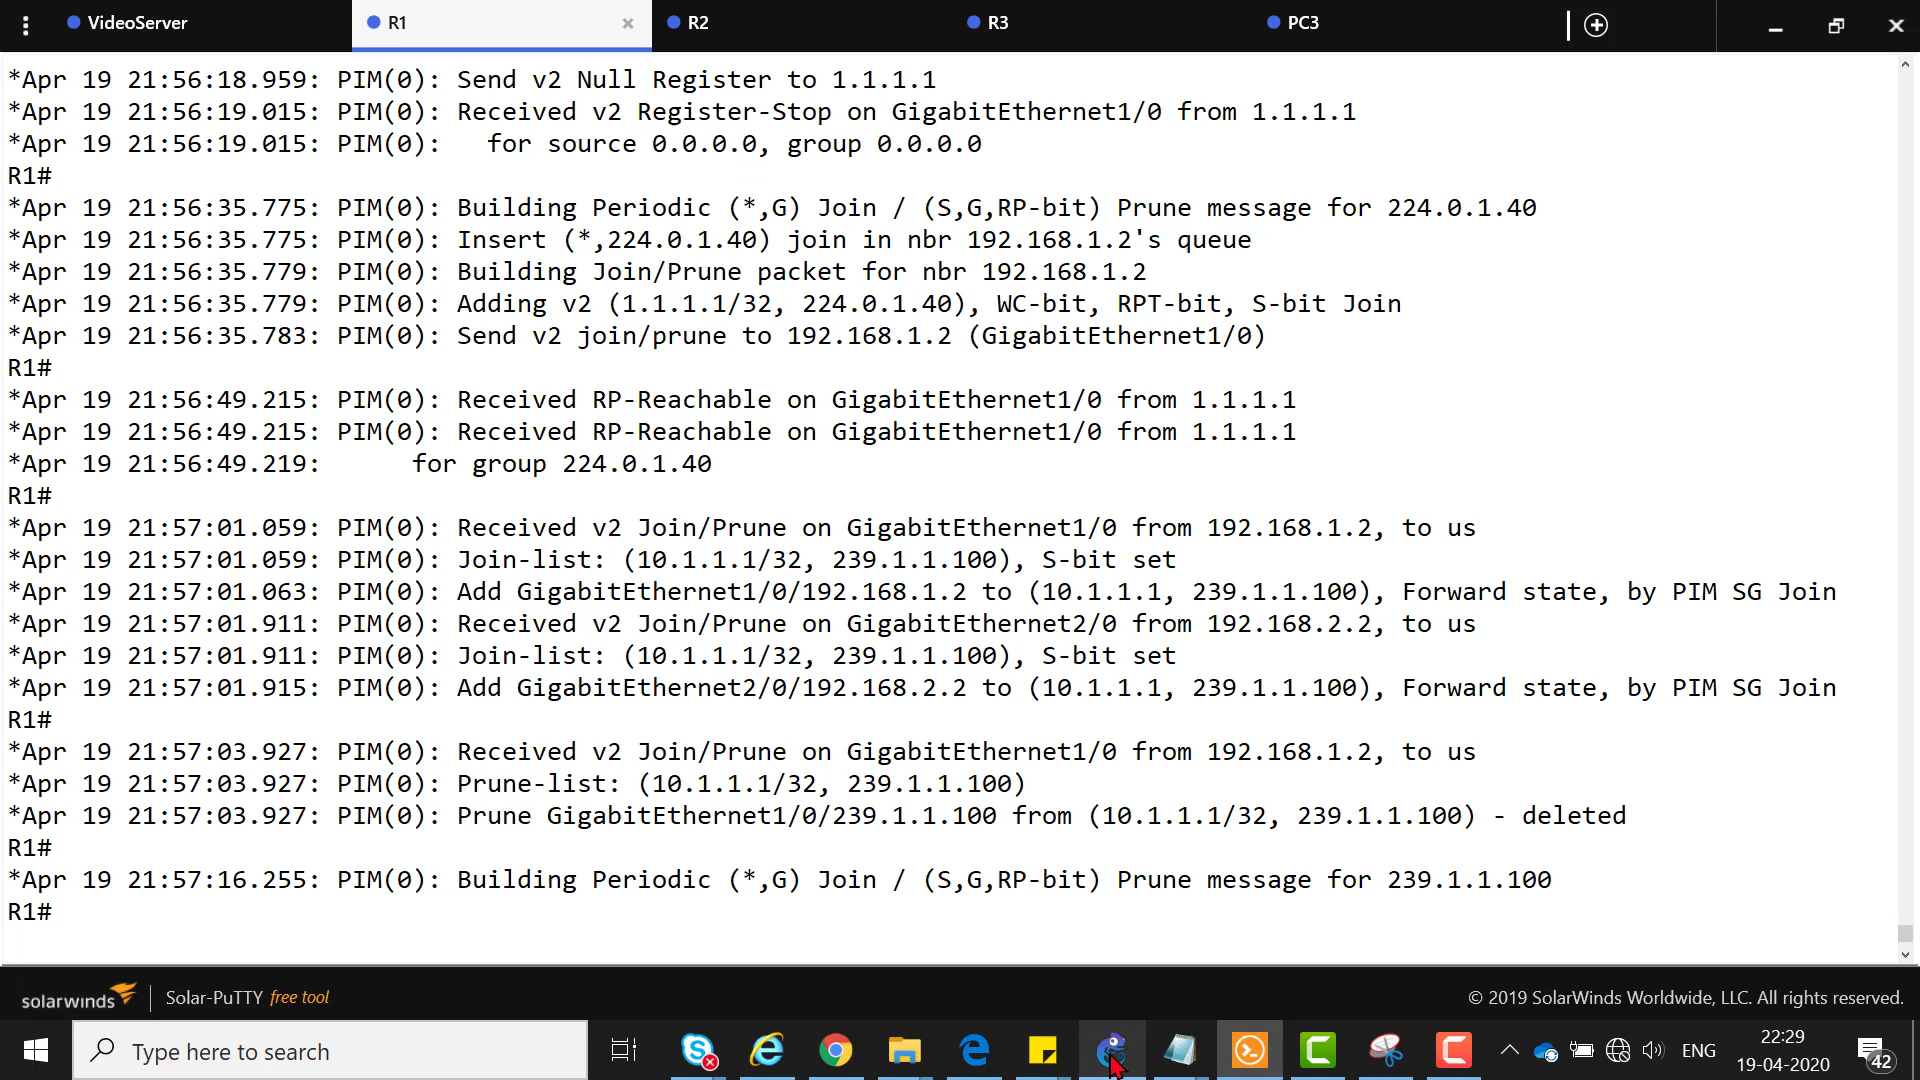 VideoServer
R1
R2
R3
PC3
*Apr 19 21:56:18.959: PIM(0): Send v2 Null Register to 1.1.1.1
*Apr 19 21:56:19.015: PIM(0): Received v2 Register-Stop on GigabitEthernet1/0 from 1.1.1.1
*Apr 19 21:56:19.015: PIM(0):   for source 0.0.0.0, group 0.0.0.0
R1#
*Apr 19 21:56:35.775: PIM(0): Building Periodic (*,G) Join / (S,G,RP-bit) Prune message for 224.0.1.40
*Apr 19 21:56:35.775: PIM(0): Insert (*,224.0.1.40) join in nbr 192.168.1.2's queue
*Apr 19 21:56:35.779: PIM(0): Building Join/Prune packet for nbr 192.168.1.2
*Apr 19 21:56:35.779: PIM(0): Adding v2 (1.1.1.1/32, 224.0.1.40), WC-bit, RPT-bit, S-bit Join
*Apr 19 21:56:35.783: PIM(0): Send v2 join/prune to 192.168.1.2 (GigabitEthernet1/0)
R1#
*Apr 19 21:56:49.215: PIM(0): Received RP-Reachable on GigabitEthernet1/0 from 1.1.1.1
*Apr 19 21:56:49.215: PIM(0): Received RP-Reachable on GigabitEthernet1/0 from 1.1.1.1
*Apr 19 21:56:49.219:      for group 224.0.1.40
R1#
*Apr 19 21:57:01.059: PIM(0): Received v2 Join/Prune on GigabitEthernet1/0 from 192.168.1.2, to us
*Apr 19 21:57:01.059: PIM(0): Join-list: (10.1.1.1/32, 239.1.1.100), S-bit set
*Apr 19 21:57:01.063: PIM(0): Add GigabitEthernet1/0/192.168.1.2 to (10.1.1.1, 239.1.1.100), Forward state, by PIM SG Join
*Apr 19 21:57:01.911: PIM(0): Received v2 Join/Prune on GigabitEthernet2/0 from 192.168.2.2, to us
*Apr 19 21:57:01.911: PIM(0): Join-list: (10.1.1.1/32, 239.1.1.100), S-bit set
*Apr 19 21:57:01.915: PIM(0): Add GigabitEthernet2/0/192.168.2.2 to (10.1.1.1, 239.1.1.100), Forward state, by PIM SG Join
R1#
*Apr 19 21:57:03.927: PIM(0): Received v2 Join/Prune on GigabitEthernet1/0 from 192.168.1.2, to us
*Apr 19 21:57:03.927: PIM(0): Prune-list: (10.1.1.1/32, 239.1.1.100)
*Apr 19 21:57:03.927: PIM(0): Prune GigabitEthernet1/0/239.1.1.100 from (10.1.1.1/32, 239.1.1.100) - deleted
R1#
*Apr 19 21:57:16.255: PIM(0): Building Periodic (*,G) Join / (S,G,RP-bit) Prune message for 239.1.1.100
R1#
solarwinds
Solar-PuTTY free tool
© 2019 SolarWinds Worldwide, LLC. All rights reserved.
Type here to search
ENG
22:29
19-04-2020
42